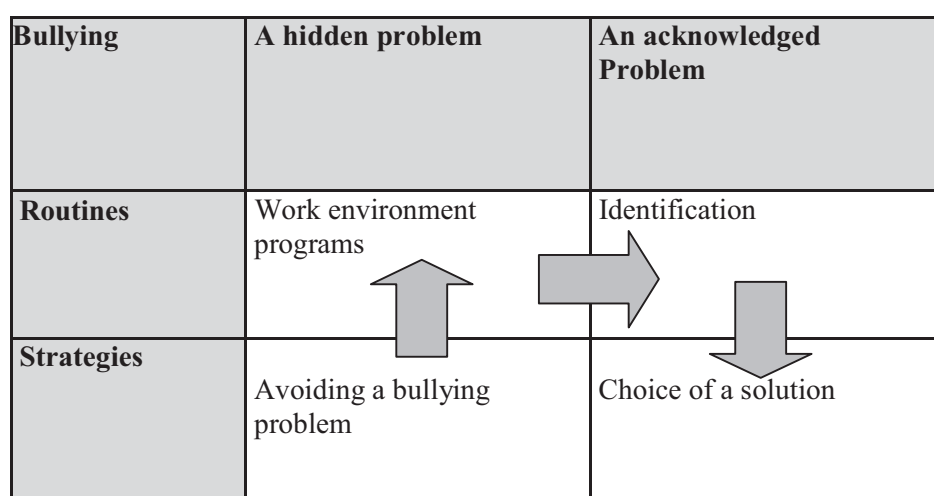 Bullying
A hidden problem
An acknowledged
Problem
Routines
Work environment
programs
Identification
Strategies
Avoiding a bullying
problem
Choice of a solution